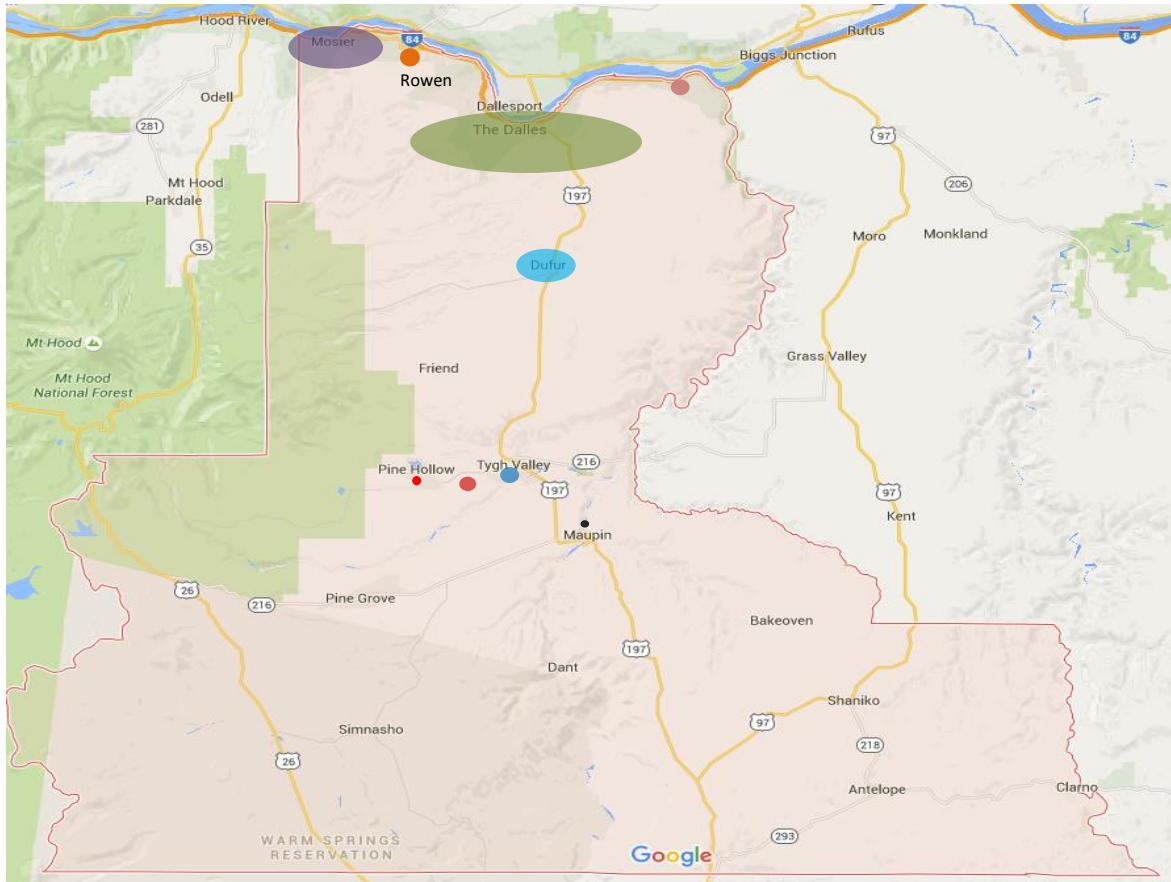 Hood River
Rufus
84
84
Mosier
Biggs Junction
Rowen
Odell
Dallesport
The Dalles
281
97
Mt Hood
Parkdale
197
206
35
Moro
Monkland
Dufur
Mt Hood
Grass Valley
Friend
Mt Hood
National Forest
Pine Hollow
Tygh Valley
216
197
97
Kent
Maupin
26
216
Pine Grove
Bakeoven
197
Dant
Shaniko
97
Simnasho
218
26
Antelope
Clarno
WARM SPRINGS
RESERVATION
293
Google